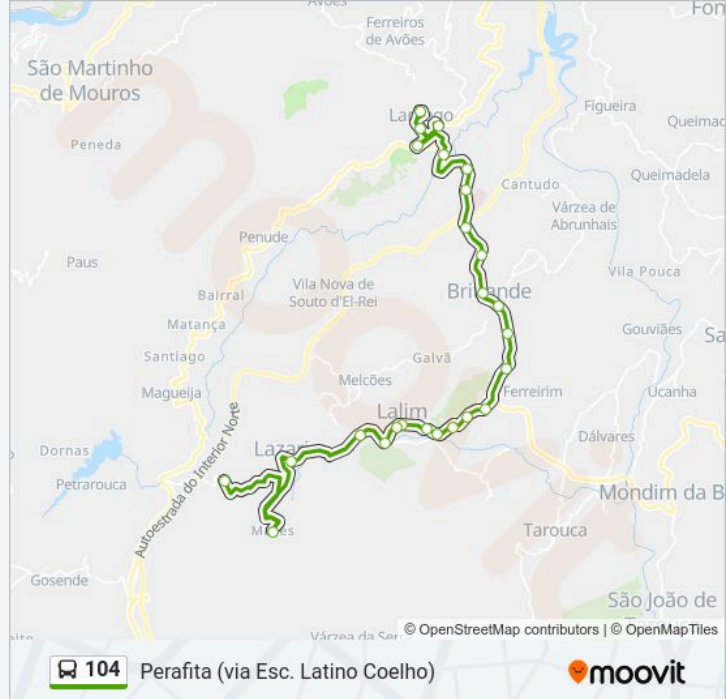 Avões
Ferreiros
de Avões
São Martinho
de Mouros
Figueira
Peneda
Queimadela
Cantudo
Várzea de
Abrunhais
Penude
Paus
Vila Pouca
Vila Nova de
Souto d'El-Rei
Bairral
Matança
Gouviães
Santiago
Galvã
Melcões
Magueija
Ferreirim
Ucanha
Lalim
Dálvares
Dornas
Petrarouca
Autoestrada do Interior Norte
Mondim da B
Tarouca
Gosende
São João de
© OpenStreetMap contributors | © OpenMapTiles
104 Perafita (via Esc. Latino Coelho)
moovit